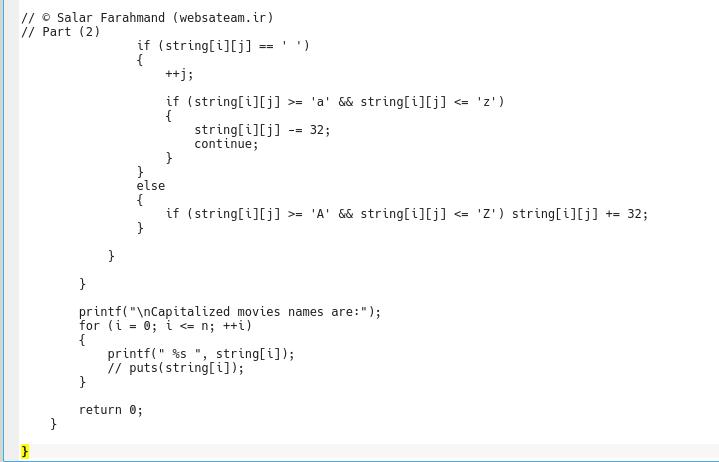 // © Salar Farahmand (websateam.ir)
// Part (2)
                if (string[i][j] == ' ')
                {
                    ++j;

                    if (string[i][j] >= 'a' && string[i][j] <= 'z')
                    {
                        string[i][j] -= 32;
                        continue;
                    }
                }
                else
                {
                    if (string[i][j] >= 'A' && string[i][j] <= 'Z') string[i][j] += 32;
                }

            }

        }

        printf("\nCapitalized movies names are:");
        for (i = 0; i <= n; ++i)
        {
            printf(" %s ", string[i]);
            // puts(string[i]);
        }

        return 0;
    }

}